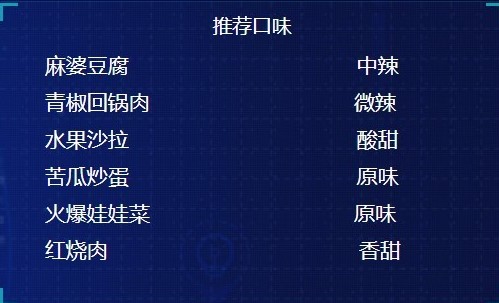 推荐口味
麻婆豆腐 中辣
青椒回锅肉 微辣
水果沙拉 酸甜
苦瓜炒蛋 原味
火爆娃娃菜 原味
红烧肉 香甜